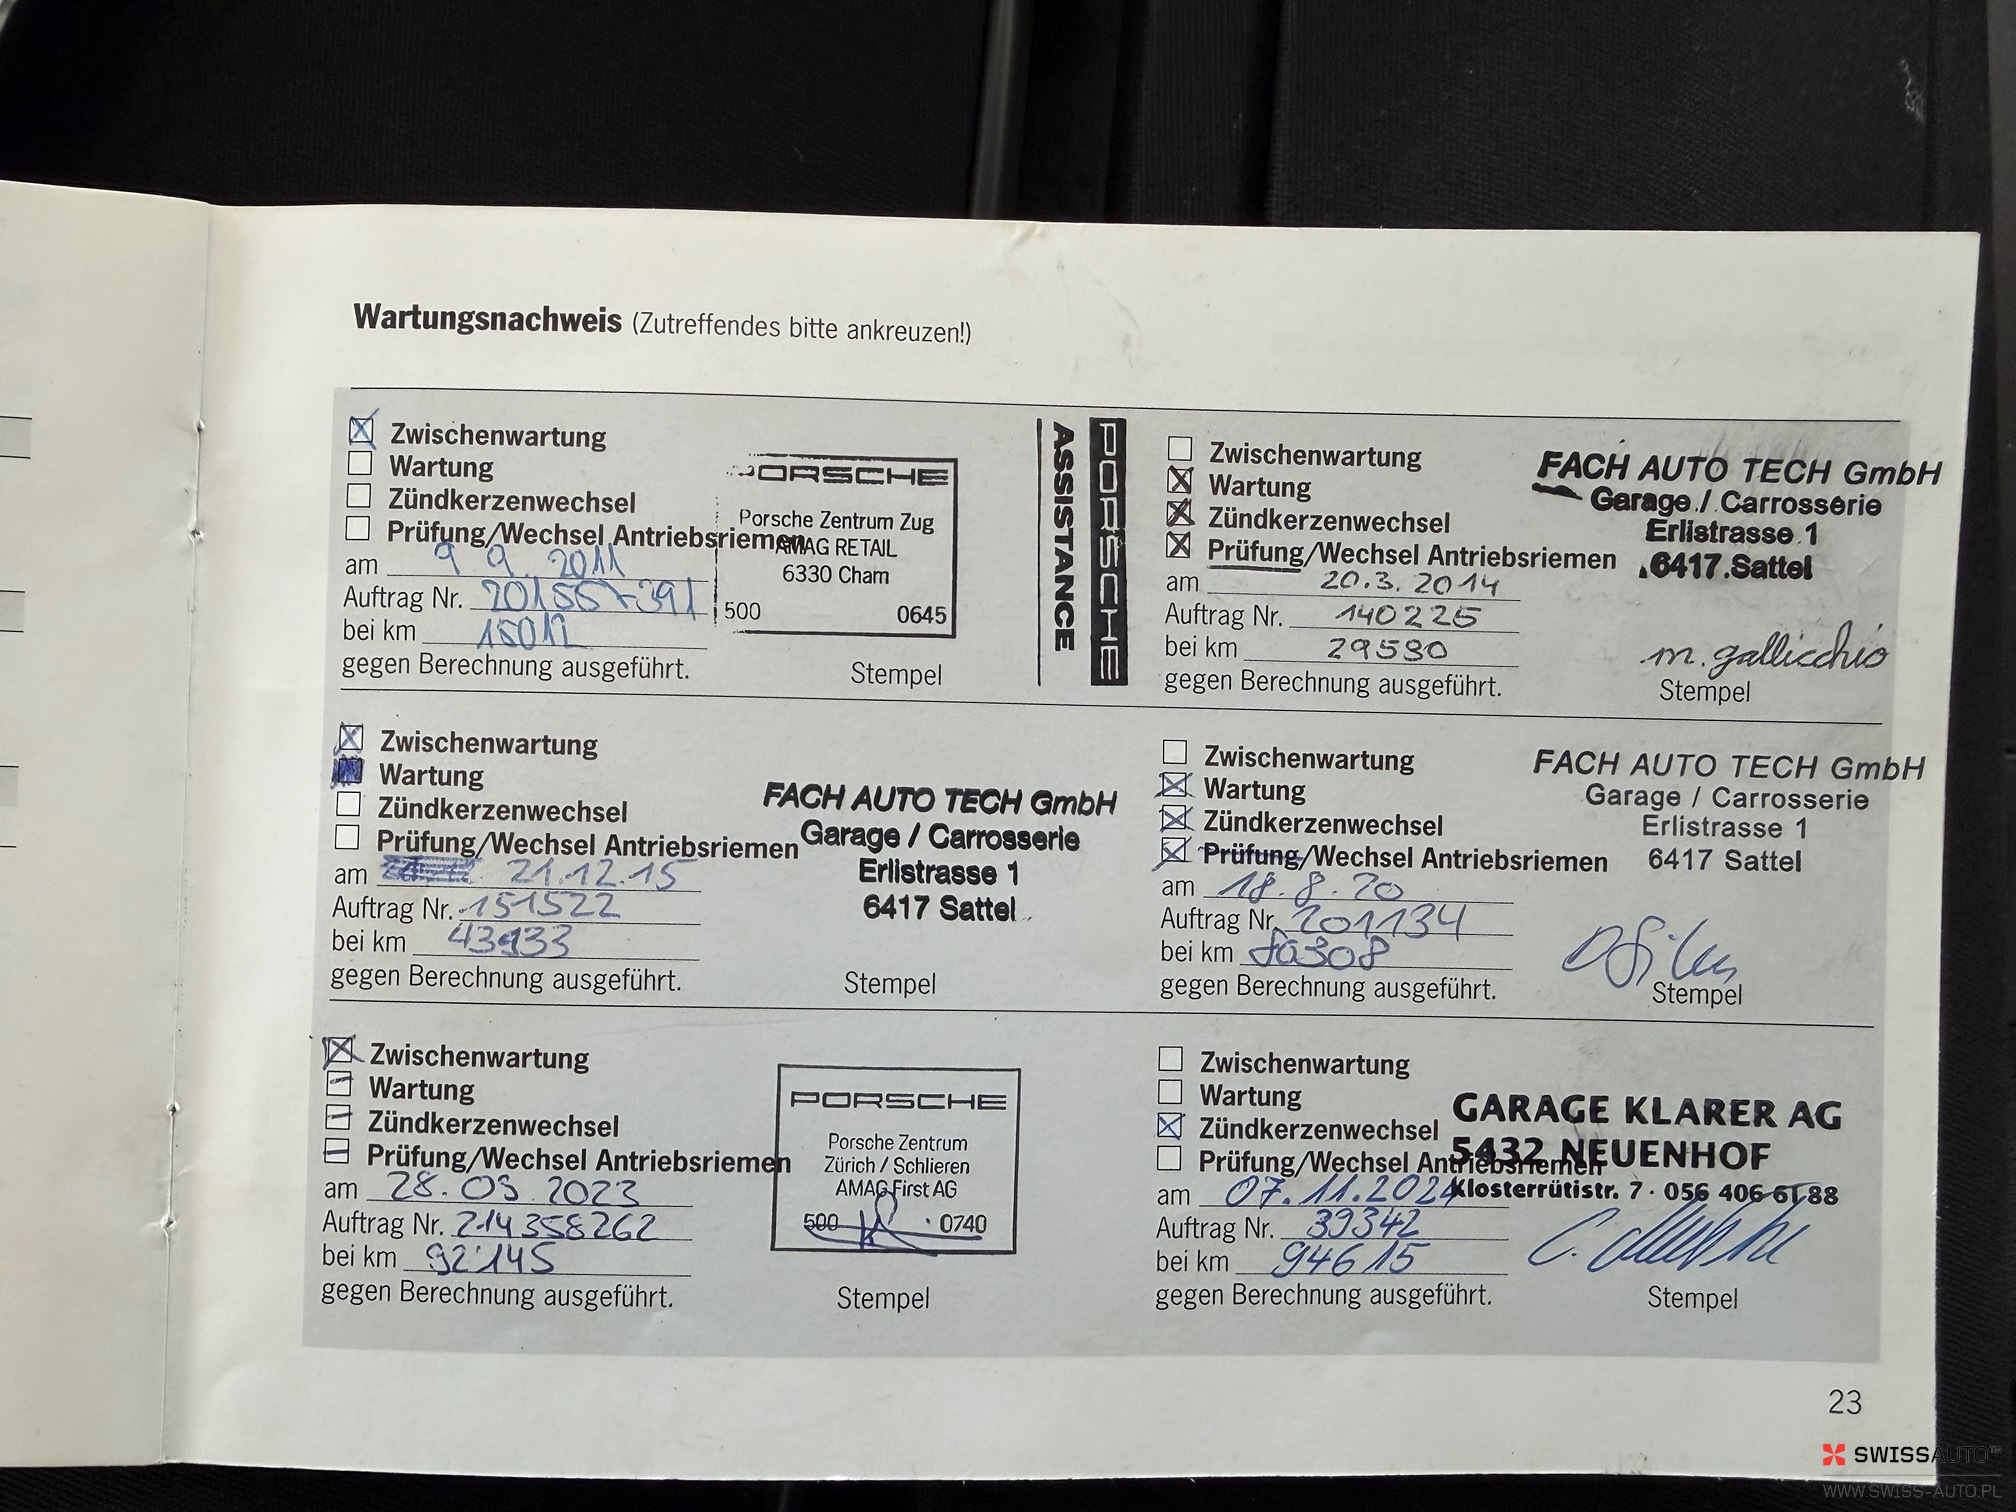 Wartungsnachweis (Zutreffendes bitte ankreuzen!)
Zwischenwartung
Wartung
Zündkerzenwechsel
Prüfung/Wechsel Antriebsriemen
am 9 9. 2011
Auftrag Nr.
bei km 15012
gegen Berechnung ausgeführt.
PORSCHE
Porsche Zentrum Zug
AMAG RETAIL
6330 Cham
500 0645
Stempel
PORSCHE
ASSISTANCE
Zwischenwartung
Wartung
Zündkerzenwechsel
Prüfung/Wechsel Antriebsriemen
am 20.3.2014
Auftrag Nr. 140225
bei km 29590
gegen Berechnung ausgeführt.
FACH AUTO TECH GmbH
Garage / Carrosserie
Erlistrasse 1
6417 Sattel
m. gallicchio
Stempel
Zwischenwartung
Wartung
Zündkerzenwechsel
Prüfung/Wechsel Antriebsriemen
am 21.12.15
Auftrag Nr. 151522
bei km
gegen Berechnung ausgeführt.
FACH AUTO TECH GmbH
Garage / Carrosserie
Erlistrasse 1
6417 Sattel
Stempel
Zwischenwartung
Wartung
Zündkerzenwechsel
Prüfung/Wechsel Antriebsriemen
am 18.8.20
Auftrag Nr. 201134
bei km
gegen Berechnung ausgeführt.
FACH AUTO TECH GmbH
Garage / Carrosserie
Erlistrasse 1
6417 Sattel
Stempel
Zwischenwartung
Wartung
Zündkerzenwechsel
Prüfung/Wechsel Antriebsriemen
am 28.03.2023
Auftrag Nr. 214358262
bei km 92'145
gegen Berechnung ausgeführt.
PORSCHE
Porsche Zentrum
Zürich / Schlieren
AMAG First AG
500 0740
Stempel
Zwischenwartung
Wartung
Zündkerzenwechsel
Prüfung/Wechsel Antriebsriemen
am 07.11.2024
Auftrag Nr. 39342
bei km 94615
gegen Berechnung ausgeführt.
GARAGE KLARER AG
5432 NEUENHOF
Klosterrütistr. 7 · 056 406 61 88
Stempel
23
SWISSAUTO™
WWW.SWISS-AUTO.PL